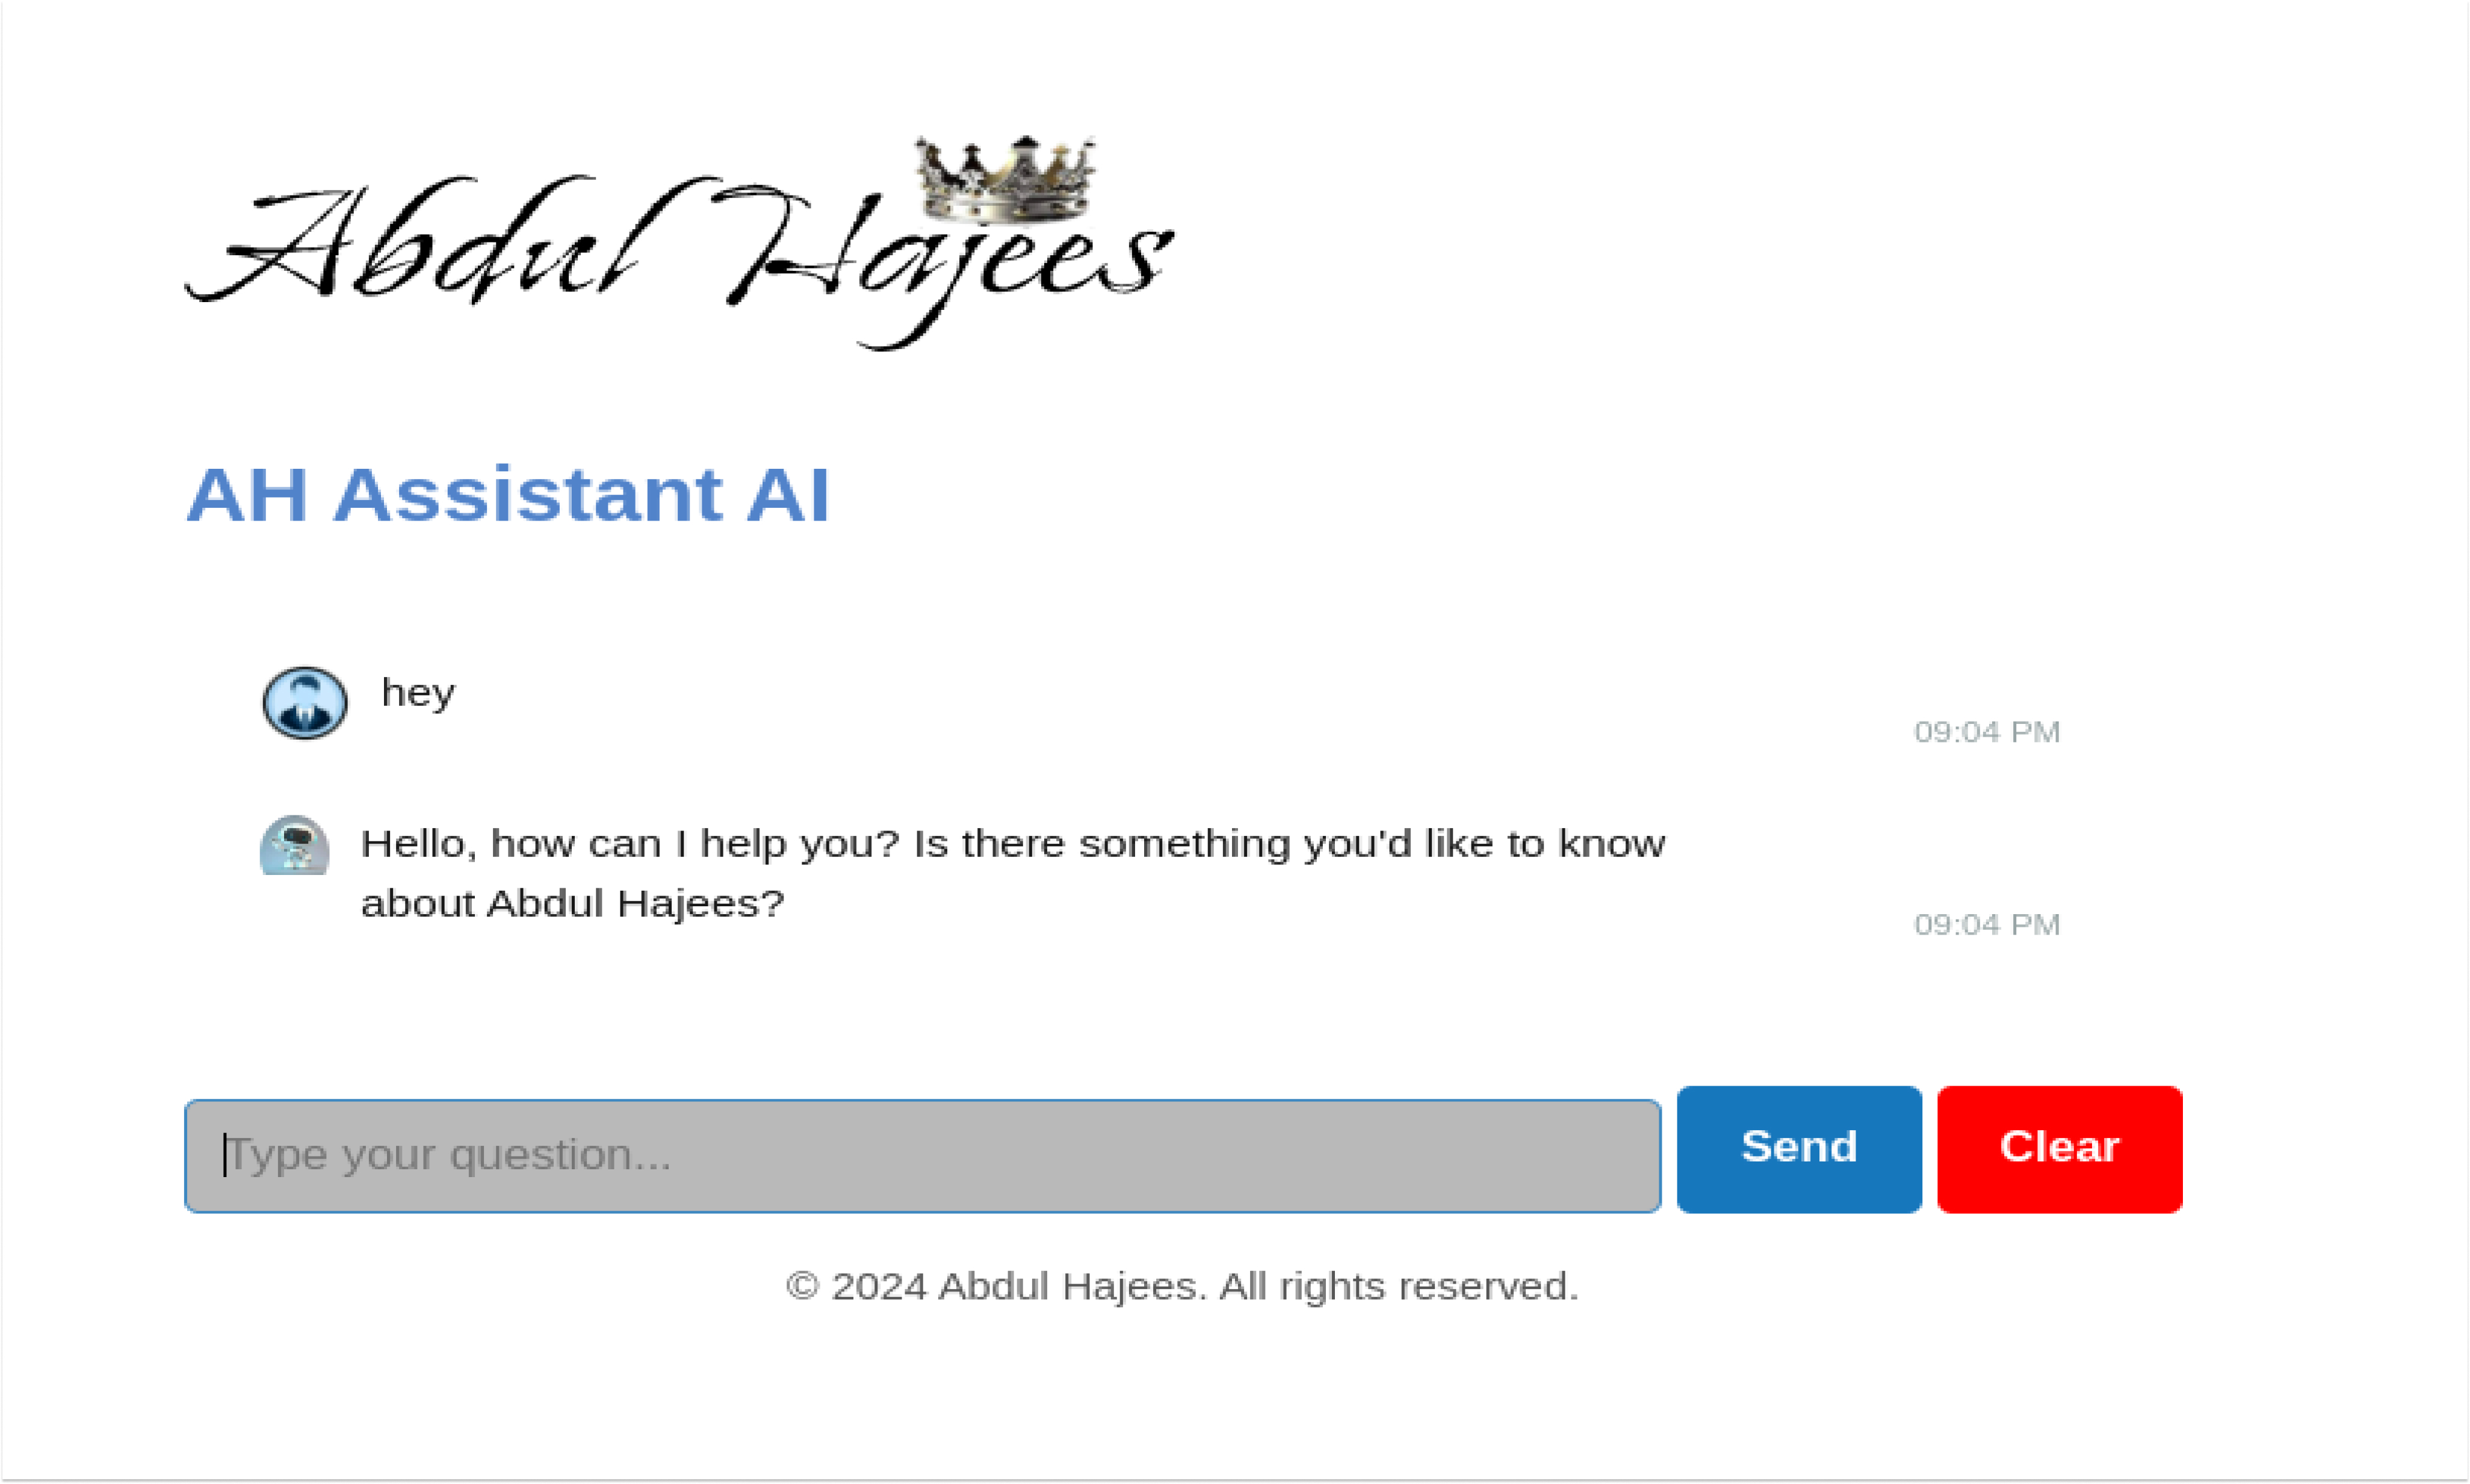 Abdul Hajees
AH Assistant AI
hey
09:04 PM
Hello, how can I help you? Is there something you'd like to know
about Abdul Hajees?
09:04 PM
Type your question...
Send
Clear
© 2024 Abdul Hajees. All rights reserved.